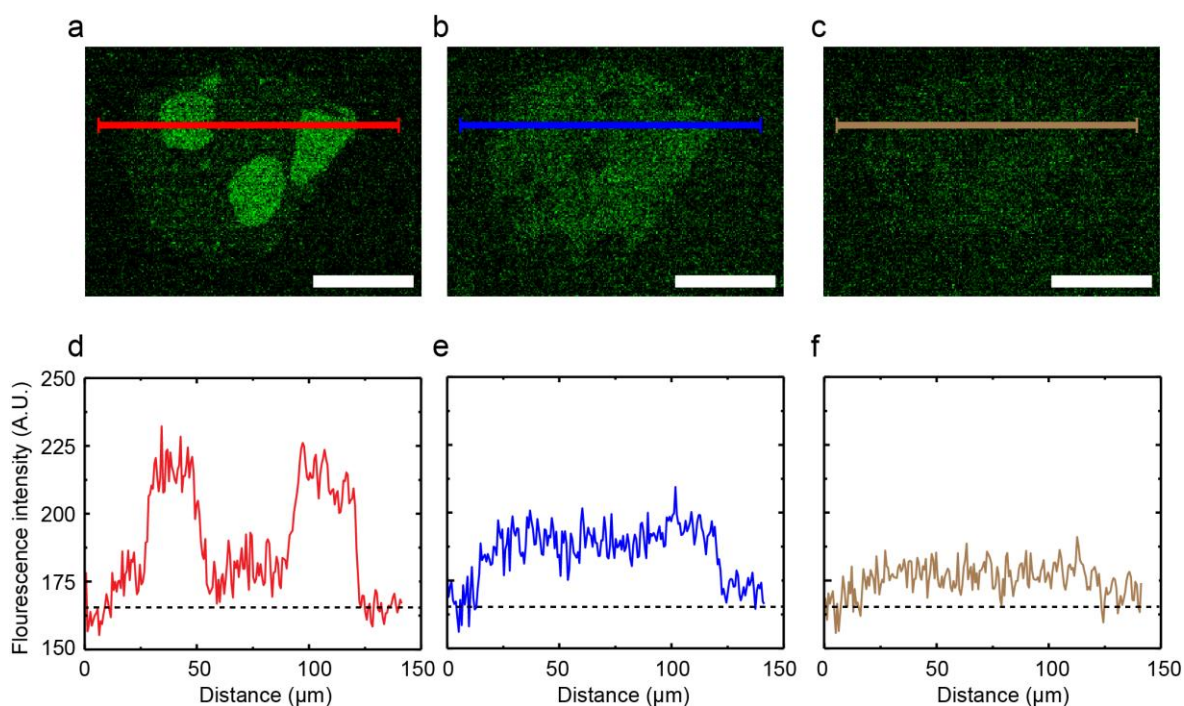 a b c
d e f
250
225
200
175
150
Flourescence intensity (A.U.)
0 50 100 150 0 50 100 150 0 50 100 150
Distance (µm) Distance (µm) Distance (µm)